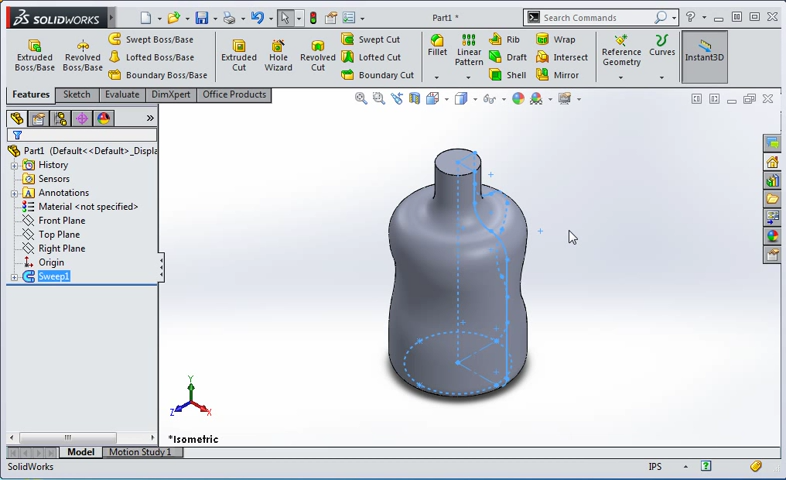 SOLIDWORKS
Part1 *
Search Commands
Extruded Boss/Base
Revolved Boss/Base
Swept Boss/Base
Lofted Boss/Base
Boundary Boss/Base
Extruded Cut
Hole Wizard
Revolved Cut
Swept Cut
Lofted Cut
Boundary Cut
Fillet
Linear Pattern
Rib
Draft
Shell
Wrap
Intersect
Mirror
Reference Geometry
Curves
Instant3D
Features
Sketch
Evaluate
DimXpert
Office Products
Part1 (Default<<Default>_Displa
History
Sensors
Annotations
Material <not specified>
Front Plane
Top Plane
Right Plane
Origin
Sweep1
Y
Z
X
*Isometric
Model
Motion Study 1
SolidWorks
IPS